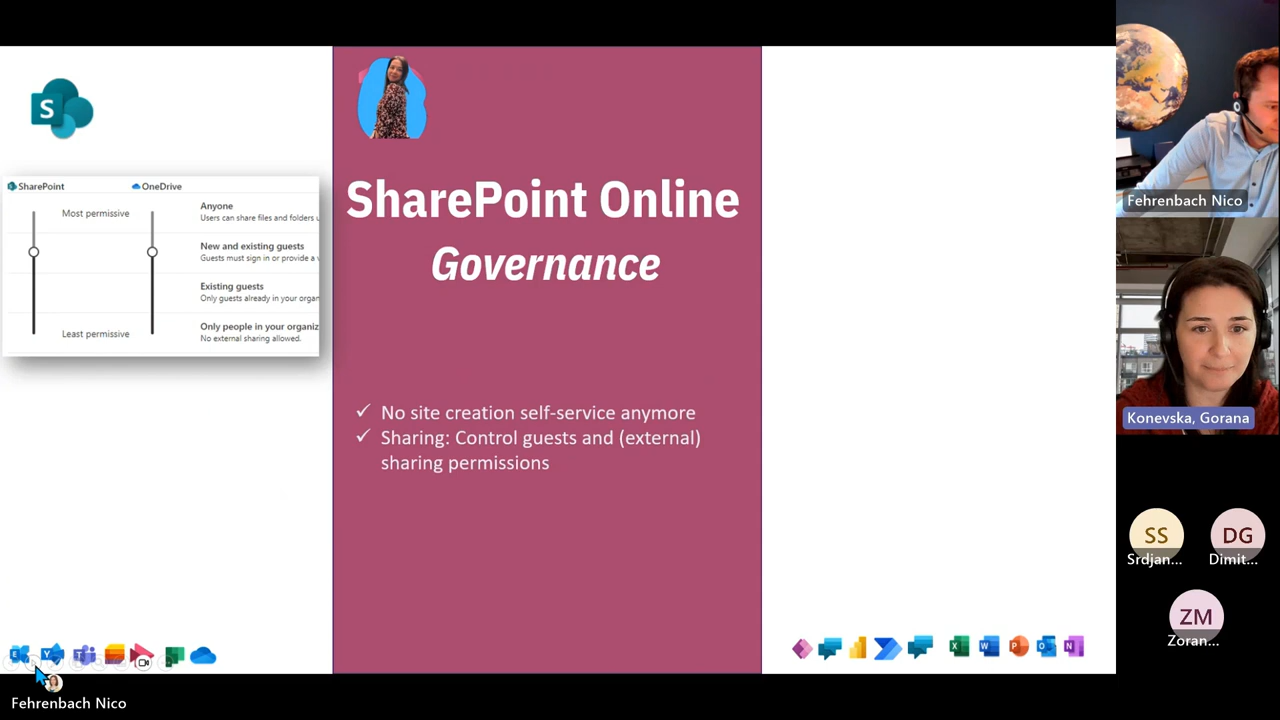 S
SharePoint
OneDrive
Most permissive
Least permissive
Anyone
Users can share files and folders
New and existing guests
Guests must sign in or provide a
Existing guests
Only guests already in your
Only people in your
No external sharing allowed.
SharePoint Online
Governance
✓ No site creation self-service anymore
✓ Sharing: Control guests and (external)
sharing permissions
Fehrenbach Nico
Konevska, Gorana
SS
Srdjan...
DG
Dimit...
ZM
Zoran...
Fehrenbach Nico